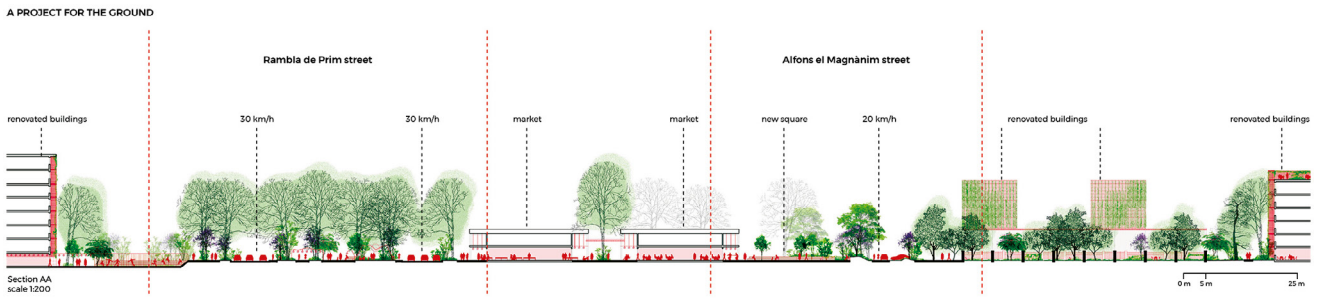 A PROJECT FOR THE GROUND
Rambla de Prim street
Alfons el Magnànim street
renovated buildings
30 km/h
30 km/h
market
market
new square
20 km/h
renovated buildings
renovated buildings
Section AA
scale 1:200
0 m 5 m 25 m